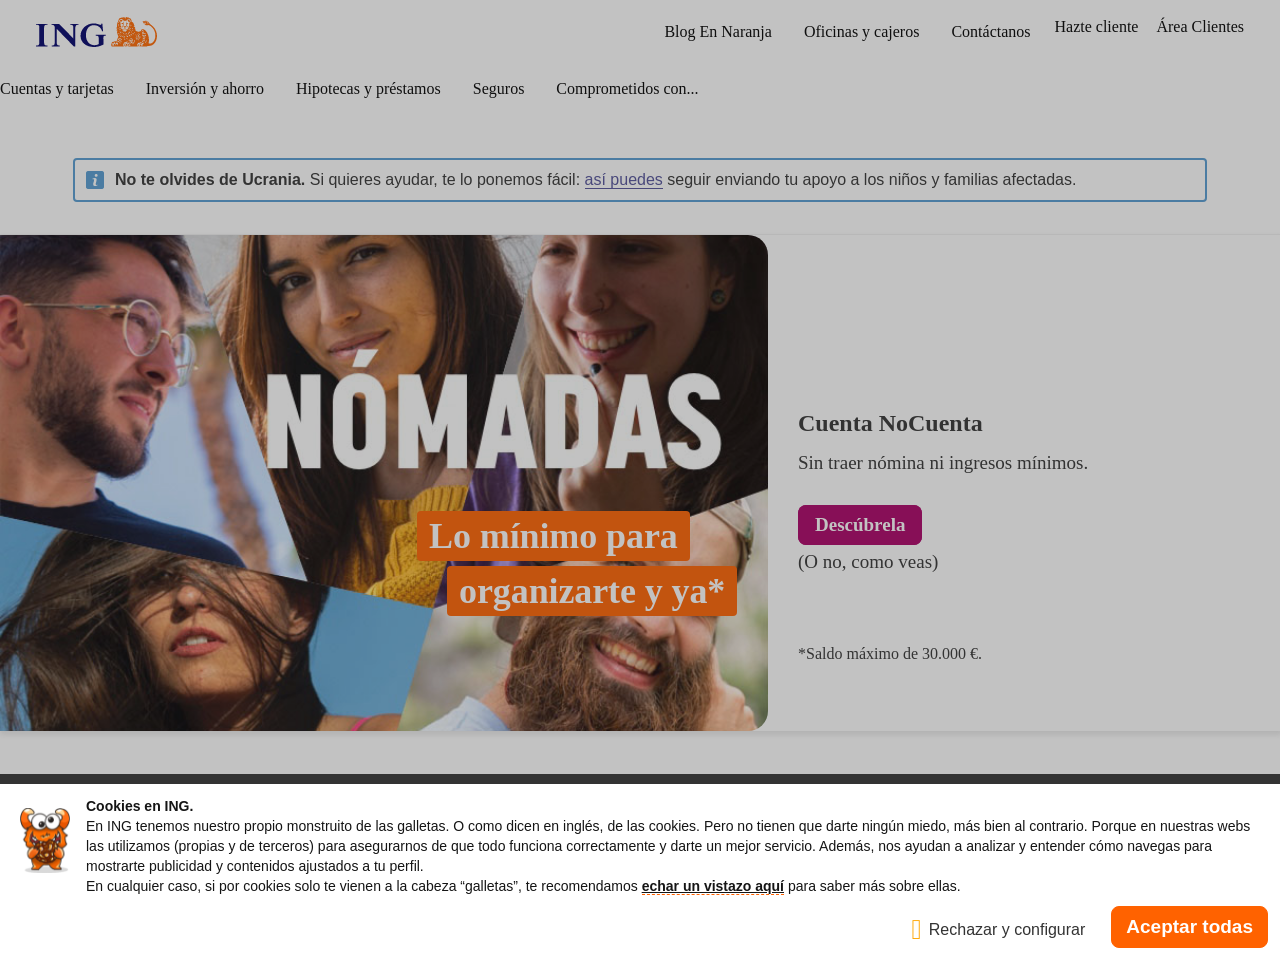 ING
Blog En Naranja
Oficinas y cajeros
Contáctanos
Hazte cliente
Área Clientes
Cuentas y tarjetas
Inversión y ahorro
Hipotecas y préstamos
Seguros
Comprometidos con...
No te olvides de Ucrania. Si quieres ayudar, te lo ponemos fácil: así puedes seguir enviando tu apoyo a los niños y familias afectadas.
NÓMADAS
Lo mínimo para
organizarte y ya*
Cuenta NoCuenta
Sin traer nómina ni ingresos mínimos.
Descúbrela
(O no, como veas)
*Saldo máximo de 30.000 €.
Cookies en ING.
En ING tenemos nuestro propio monstruito de las galletas. O como dicen en inglés, de las cookies. Pero no tienen que darte ningún miedo, más bien al contrario. Porque en nuestras webs
las utilizamos (propias y de terceros) para asegurarnos de que todo funciona correctamente y darte un mejor servicio. Además, nos ayudan a analizar y entender cómo navegas para
mostrarte publicidad y contenidos ajustados a tu perfil.
En cualquier caso, si por cookies solo te vienen a la cabeza “galletas”, te recomendamos echar un vistazo aquí para saber más sobre ellas.
Rechazar y configurar
Aceptar todas